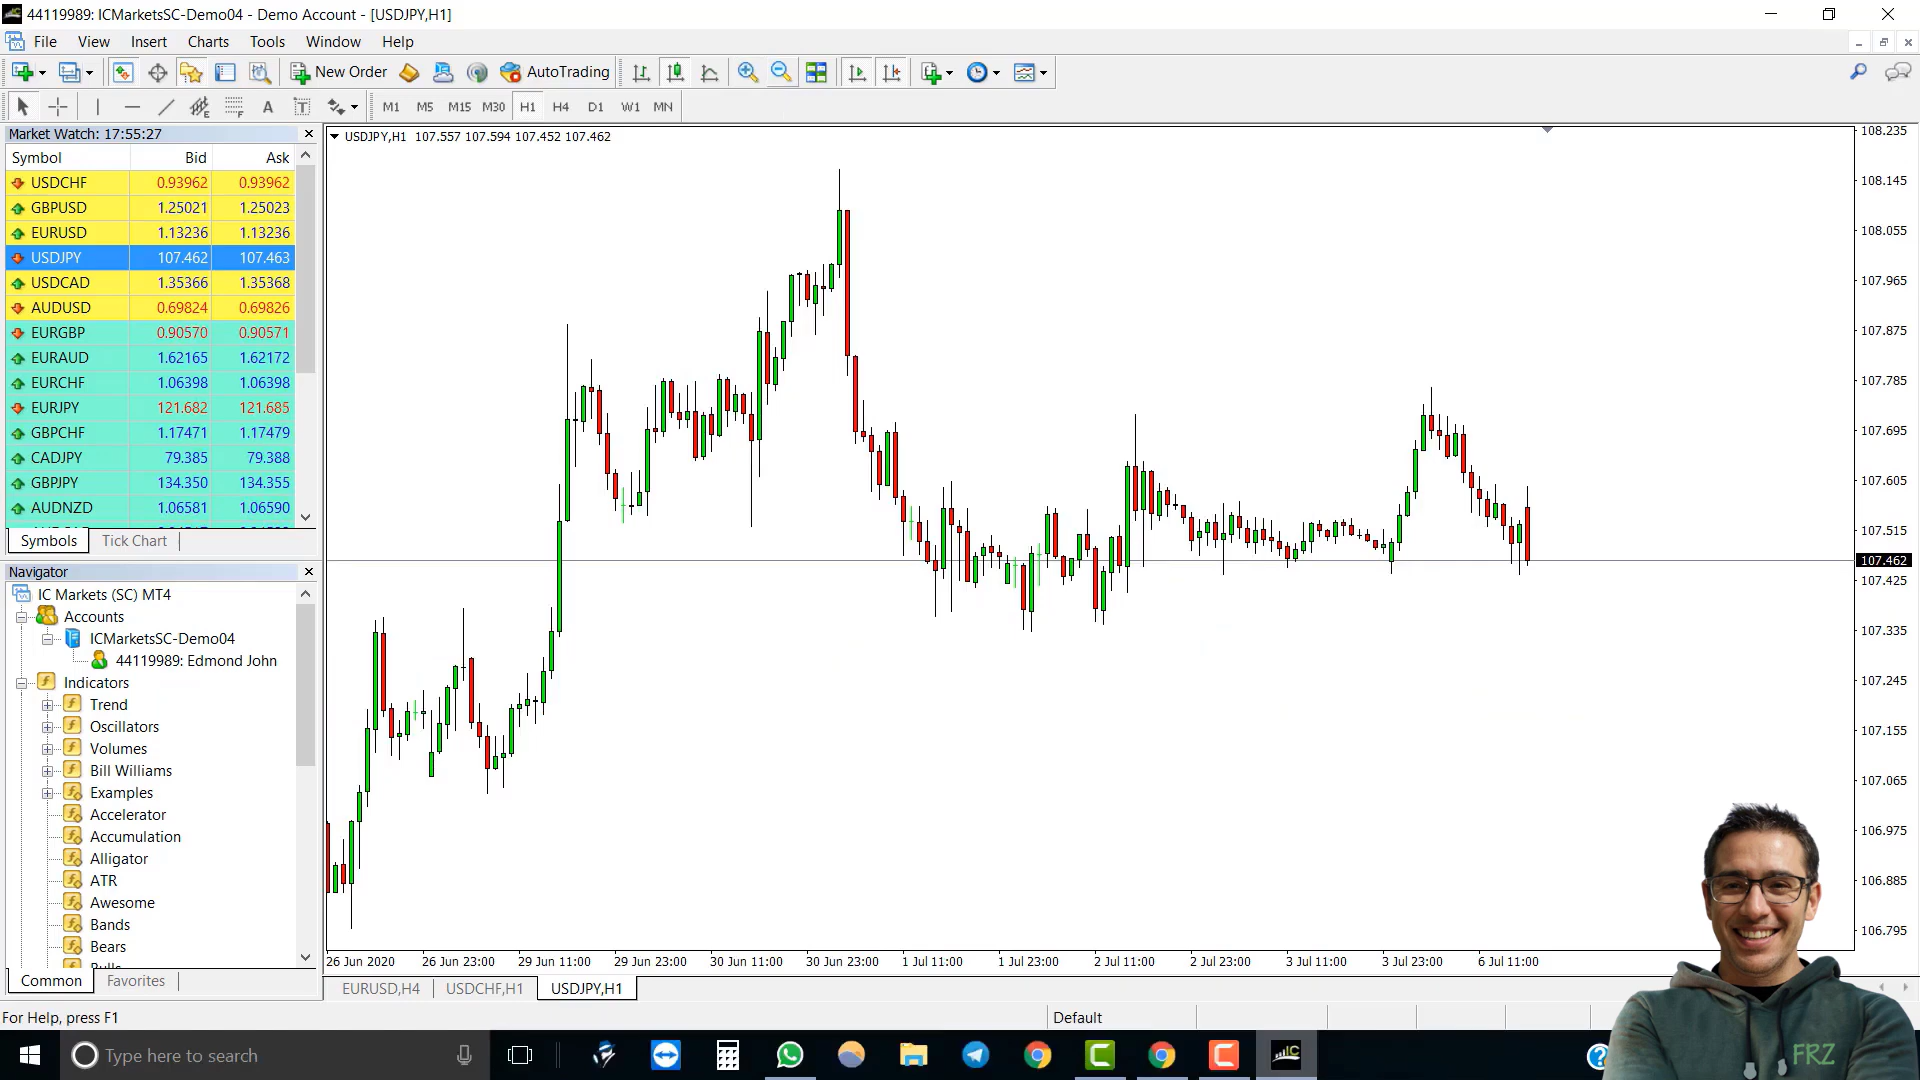 44119989: ICMarketsSC-Demo04 - Demo Account - [USDJPY,H1]
File View Insert Charts Tools Window Help
New Order AutoTrading
A T M1 M5 M15 M30 H1 H4 D1 W1 MN
Market Watch: 17:55:27
Symbol Bid Ask
USDCHF 0.93962 0.93962
GBPUSD 1.25021 1.25023
EURUSD 1.13236 1.13236
USDJPY 107.462 107.463
USDCAD 1.35366 1.35368
AUDUSD 0.69824 0.69826
EURGBP 0.90570 0.90571
EURAUD 1.62165 1.62172
EURCHF 1.06398 1.06398
EURJPY 121.682 121.685
GBPCHF 1.17471 1.17479
CADJPY 79.385 79.388
GBPJPY 134.350 134.355
AUDNZD 1.06581 1.06590
Symbols Tick Chart
Navigator
IC Markets (SC) MT4
Accounts
ICMarketsSC-Demo04
44119989: Edmond John
Indicators
Trend
Oscillators
Volumes
Bill Williams
Examples
Accelerator
Accumulation
Alligator
ATR
Awesome
Bands
Bears
Common Favorites
USDJPY,H1 107.557 107.594 107.452 107.462
108.235
108.145
108.055
107.965
107.875
107.785
107.695
107.605
107.515
107.462
107.425
107.335
107.245
107.155
107.065
106.975
106.885
106.795
26 Jun 2020 26 Jun 23:00 29 Jun 11:00 29 Jun 23:00 30 Jun 11:00 30 Jun 23:00 1 Jul 11:00 1 Jul 23:00 2 Jul 11:00 2 Jul 23:00 3 Jul 11:00 3 Jul 23:00 6 Jul 11:00
EURUSD,H4 USDCHF,H1 USDJPY,H1
For Help, press F1 Default
Type here to search
FRZ